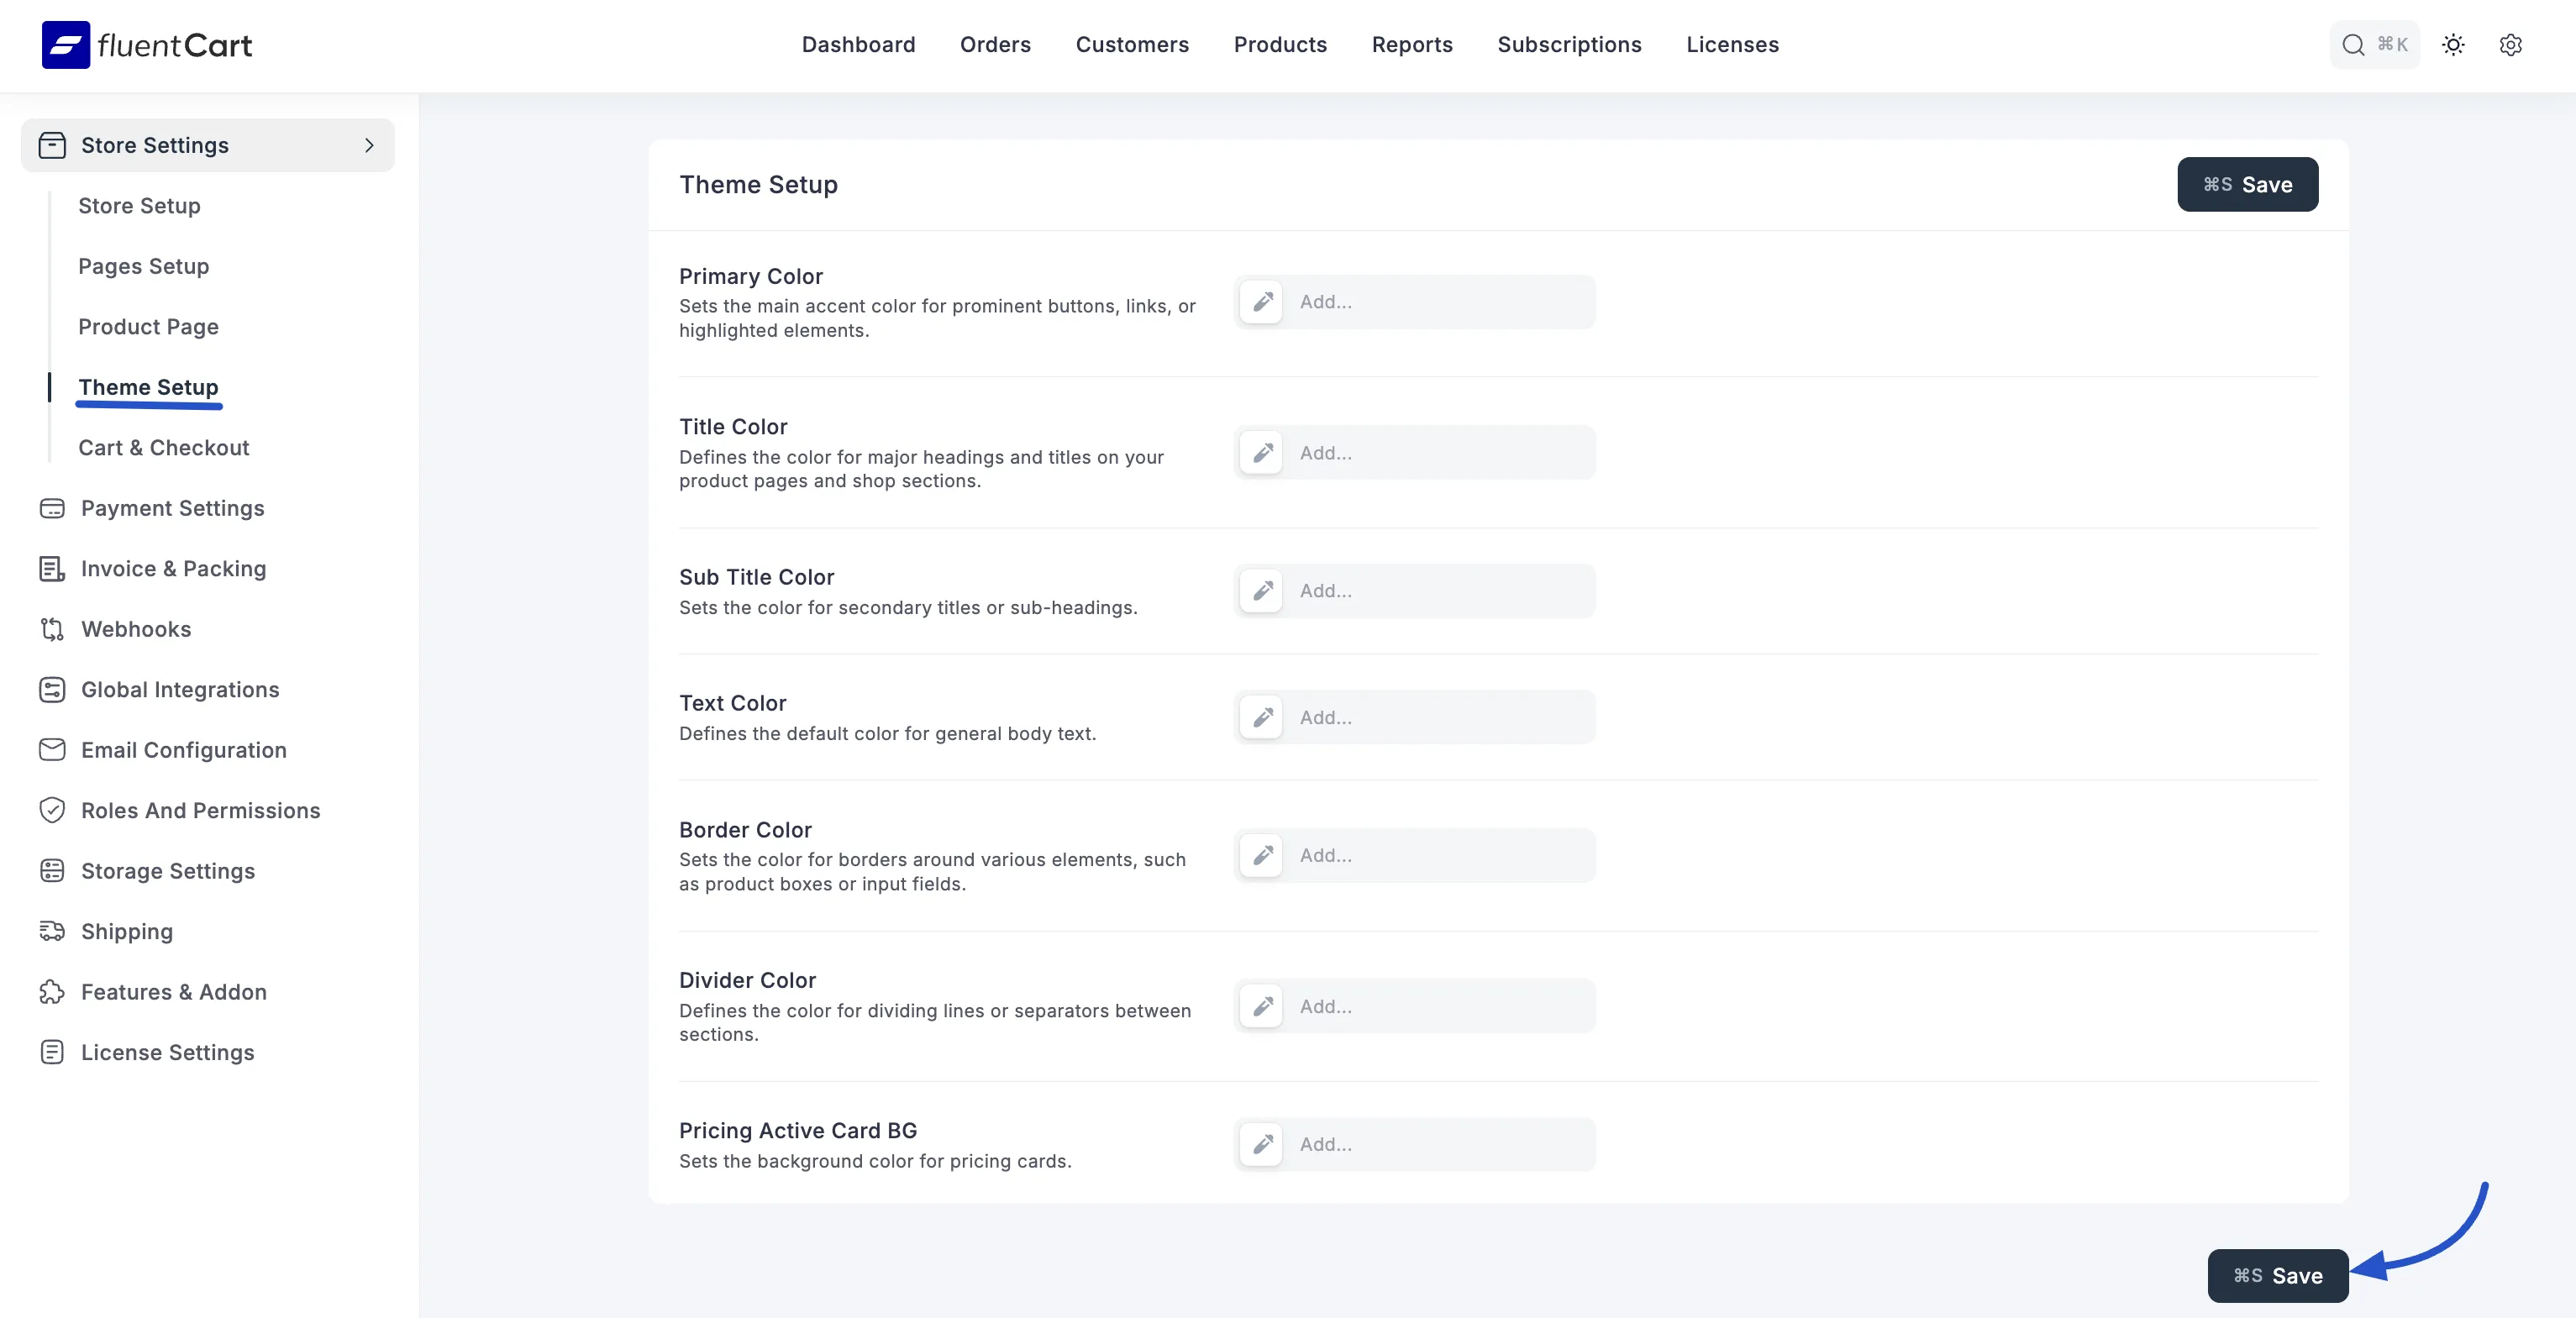 fluentCart
Dashboard
Orders
Customers
Products
Reports
Subscriptions
Licenses
⌘K
Store Settings
Store Setup
Pages Setup
Product Page
Theme Setup
Cart & Checkout
Payment Settings
Invoice & Packing
Webhooks
Global Integrations
Email Configuration
Roles And Permissions
Storage Settings
Shipping
Features & Addon
License Settings
Theme Setup
⌘S Save
Primary Color
Sets the main accent color for prominent buttons, links, or
highlighted elements.
Add...
Title Color
Defines the color for major headings and titles on your
product pages and shop sections.
Add...
Sub Title Color
Sets the color for secondary titles or sub-headings.
Add...
Text Color
Defines the default color for general body text.
Add...
Border Color
Sets the color for borders around various elements, such
as product boxes or input fields.
Add...
Divider Color
Defines the color for dividing lines or separators between
sections.
Add...
Pricing Active Card BG
Sets the background color for pricing cards.
Add...
⌘S Save